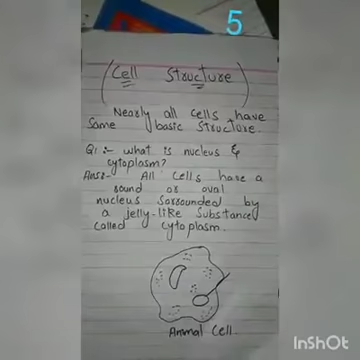 5
(Cell Structure)
Nearly all cells have
Same basic Structure.
Q1:- what is nucleus &
cytoplasm?
Ans:- All Cells have a
round or oval
nucleus Sorrounded by
a jelly-like Substance
called Cytoplasm.
Animal Cell
InShOt